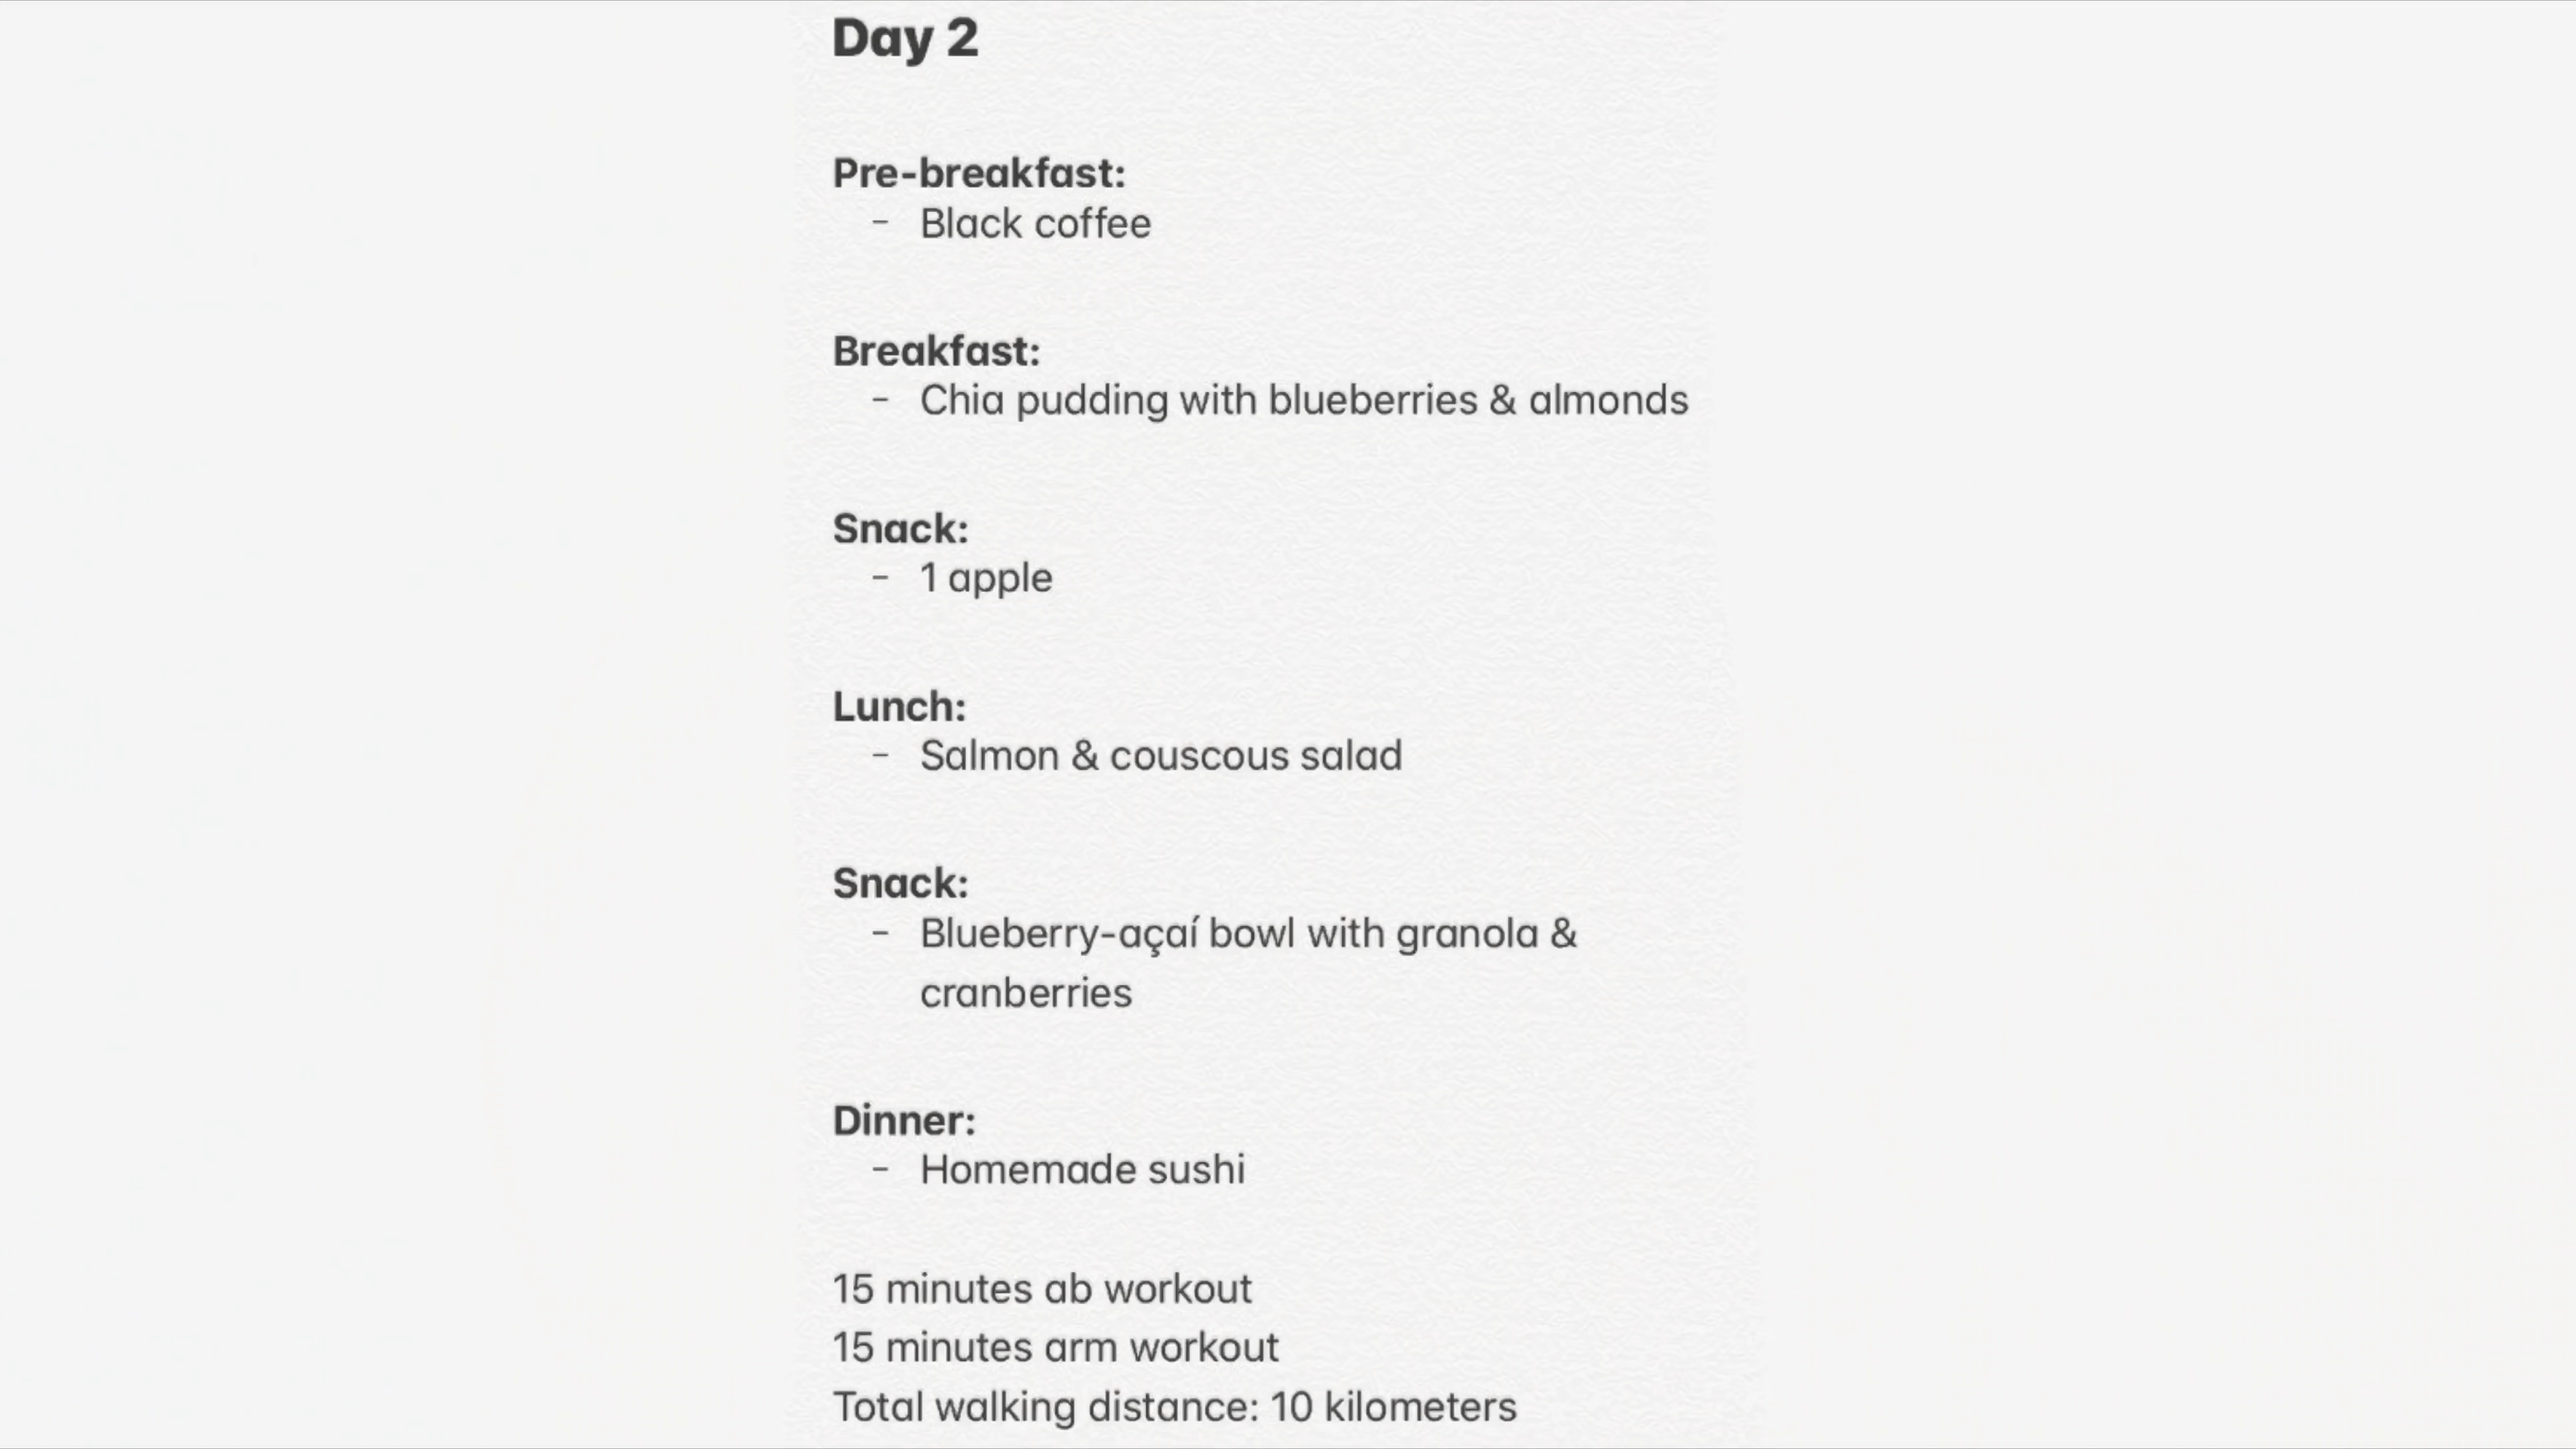 Day 2
Pre-breakfast:
- Black coffee
Breakfast:
- Chia pudding with blueberries & almonds
Snack:
- 1 apple
Lunch:
- Salmon & couscous salad
Snack:
- Blueberry-açaí bowl with granola &
cranberries
Dinner:
- Homemade sushi
15 minutes ab workout
15 minutes arm workout
Total walking distance: 10 kilometers